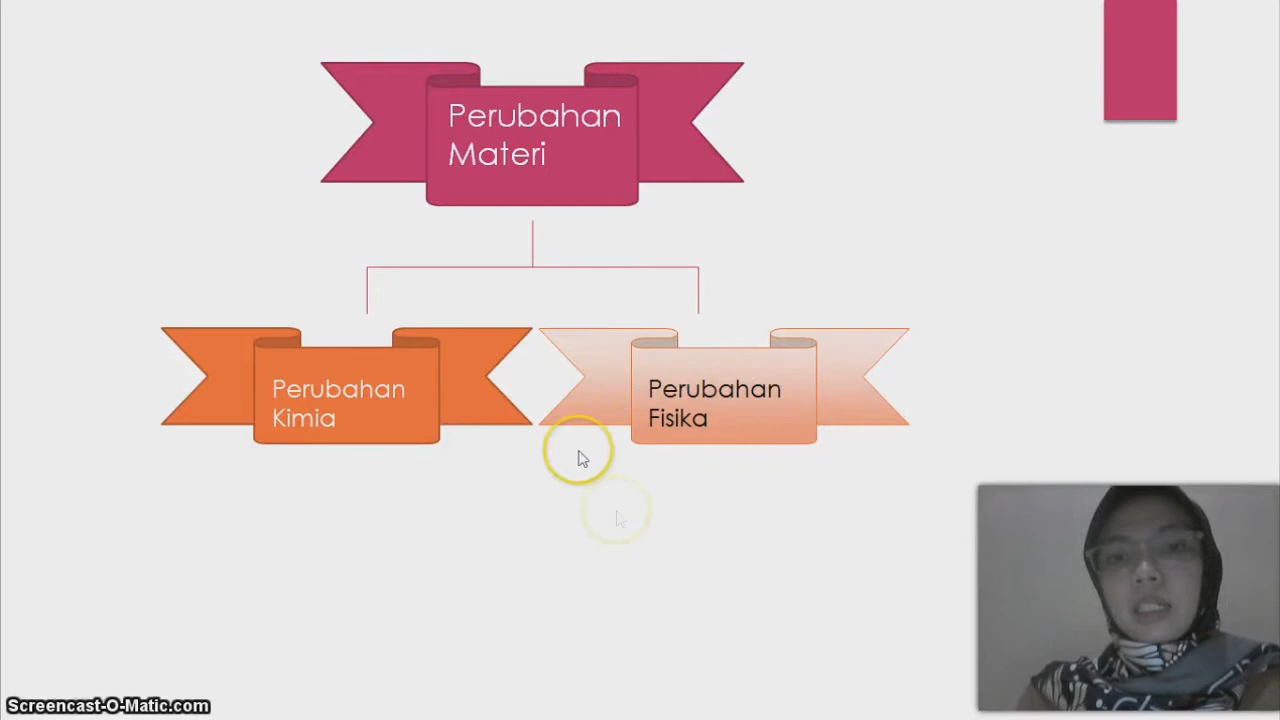 Perubahan
Materi
Perubahan
Kimia
Perubahan
Fisika
Screencast-O-Matic.com